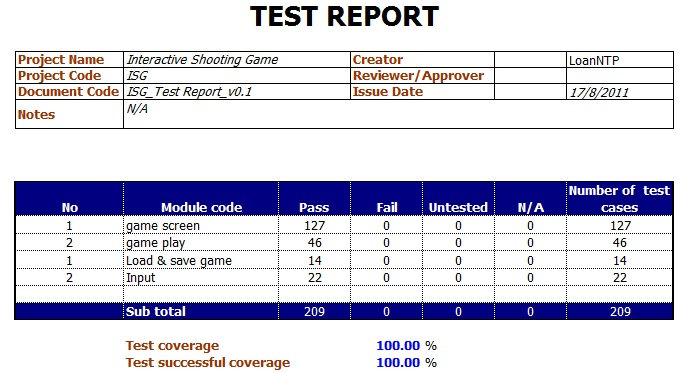 TEST REPORT
Project Name Interactive Shooting Game Creator LoanNTP
Project Code ISG Reviewer/Approver
Document Code ISG_Test Report_v0.1 Issue Date 17/8/2011
Notes N/A
No Module code Pass Fail Untested N/A Number of test cases
1 game screen 127 0 0 0 127
2 game play 46 0 0 0 46
1 Load & save game 14 0 0 0 14
2 Input 22 0 0 0 22
Sub total 209 0 0 0 209
Test coverage 100.00 %
Test successful coverage 100.00 %